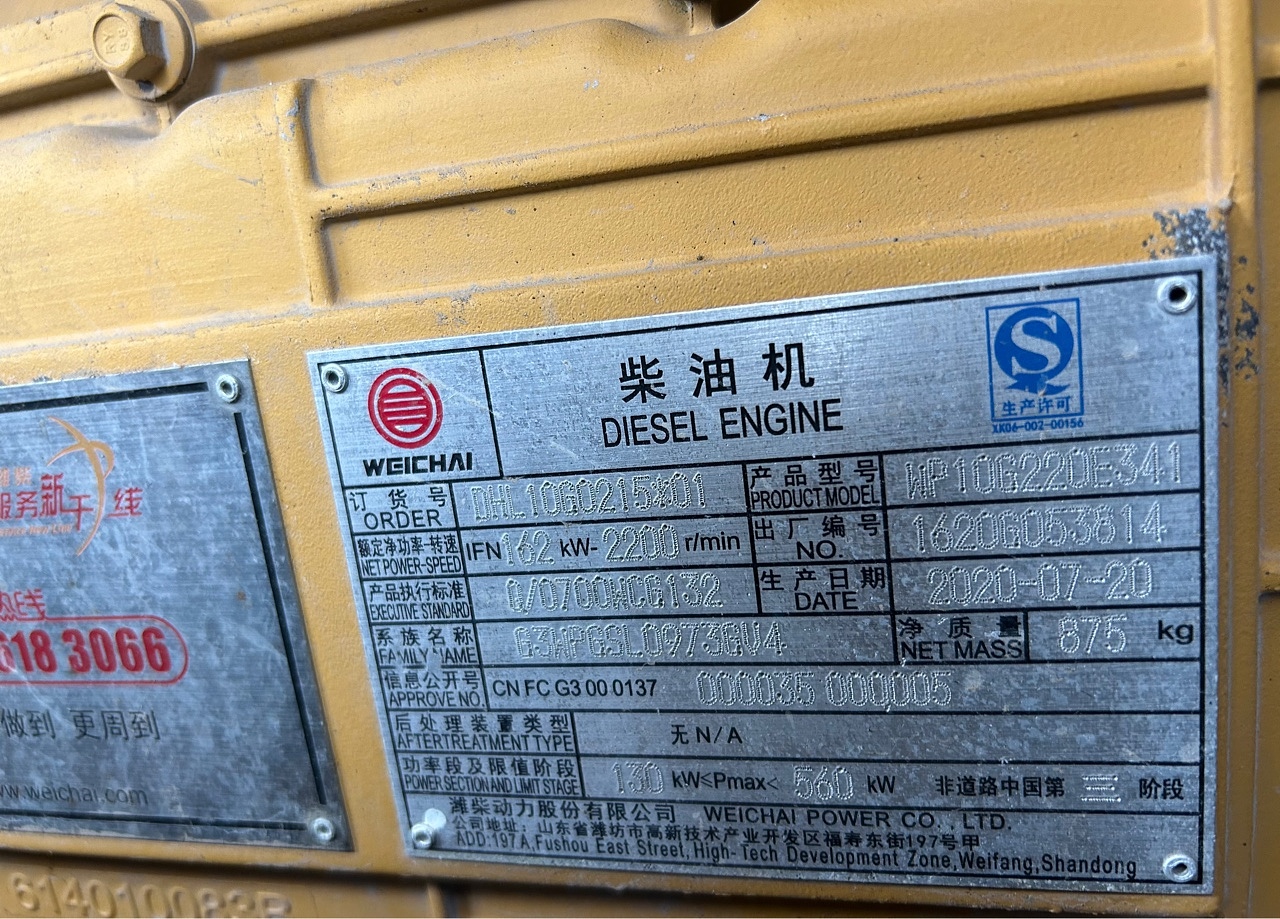 维柴
服务新干线
热线
618 3066
做到 更周到
www.weichai.com
WEICHAI
柴油机
DIESEL ENGINE
生产许可
XK06-002-00156
订货号 ORDER DHL10G0215*01 产品型号 PRODUCT MODEL WP10G220E341
额定净功率-转速 NET POWER-SPEED IFN162 kW- 2200 r/min 出厂编号 NO. 1620G053814
产品执行标准 EXECUTIVE STANDARD Q/0700WCG132 生产日期 DATE 2020-07-20
系族名称 FAMILY NAME G3WPGSL0973GV4 净质量 NET MASS 875 kg
信息公开号 APPROVE NO. CN FC G3 00 0137 000035 000005
后处理装置类型 AFTERTREATMENT TYPE 无 N/A
功率段及限值阶段 POWER SECTION AND LIMIT STAGE 130 kW≤Pmax< 560 kW 非道路中国第 三 阶段
潍柴动力股份有限公司 WEICHAI POWER CO., LTD.
公司地址: 山东省潍坊市高新技术产业开发区福寿东街197号甲
ADD:197A,Fushou East Street,High-Tech Development Zone,Weifang,Shandong